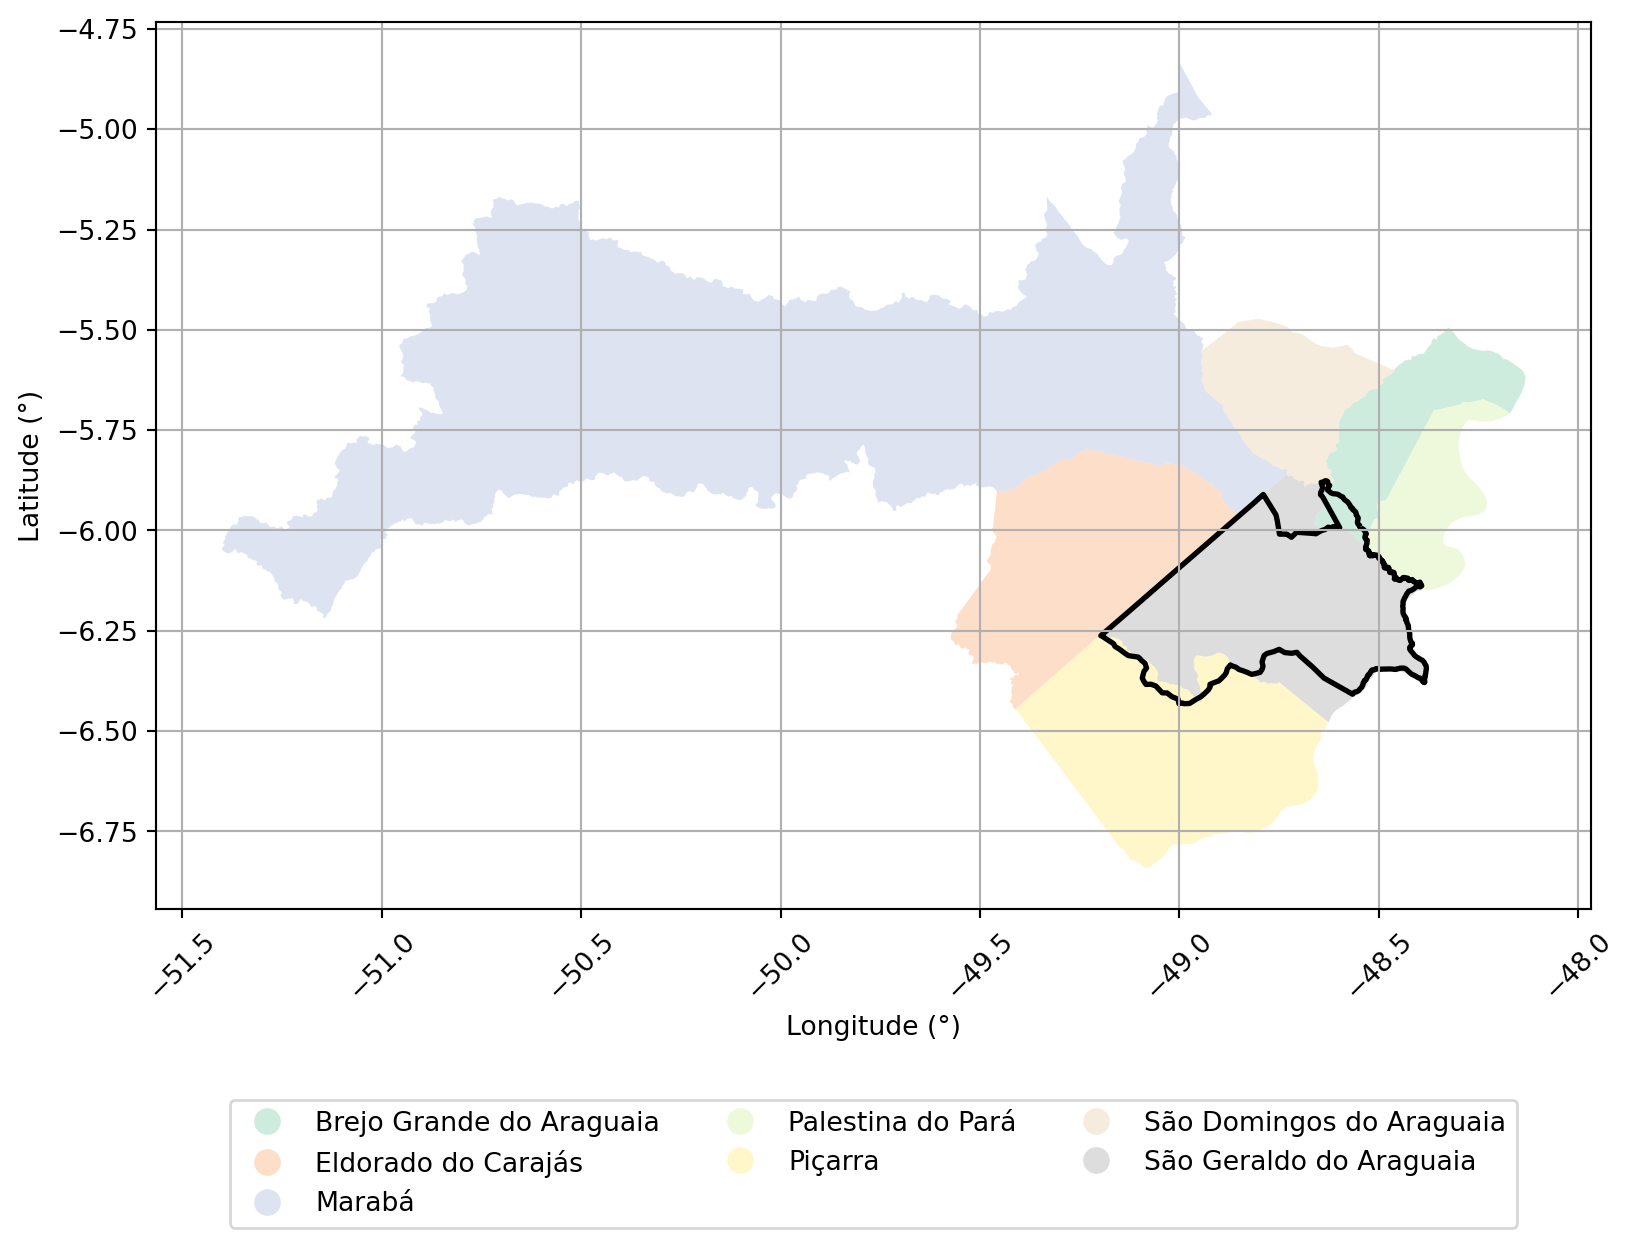 −4.75
−5.00
−5.25
−5.50
−5.75
−6.00
−6.25
−6.50
−6.75
Latitude (°)
−51.5
−51.0
−50.5
−50.0
−49.5
−49.0
−48.5
−48.0
Longitude (°)
Brejo Grande do Araguaia
Eldorado do Carajás
Marabá
Palestina do Pará
Piçarra
São Domingos do Araguaia
São Geraldo do Araguaia